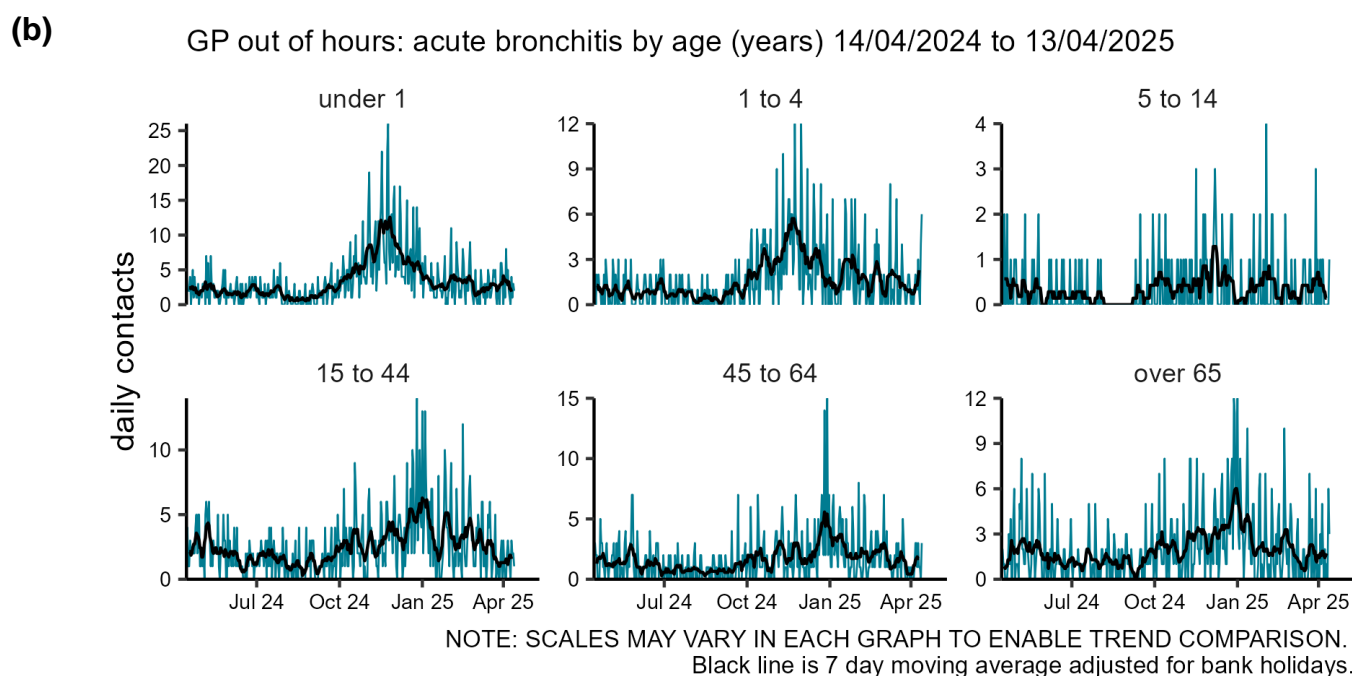 (b)
GP out of hours: acute bronchitis by age (years) 14/04/2024 to 13/04/2025
daily contacts
under 1
25
20
15
10
5
0
1 to 4
12
9
6
3
0
5 to 14
4
3
2
1
0
15 to 44
10
5
0
45 to 64
15
10
5
0
over 65
12
9
6
3
0
Jul 24 Oct 24 Jan 25 Apr 25
Jul 24 Oct 24 Jan 25 Apr 25
Jul 24 Oct 24 Jan 25 Apr 25
NOTE: SCALES MAY VARY IN EACH GRAPH TO ENABLE TREND COMPARISON.
Black line is 7 day moving average adjusted for bank holidays.